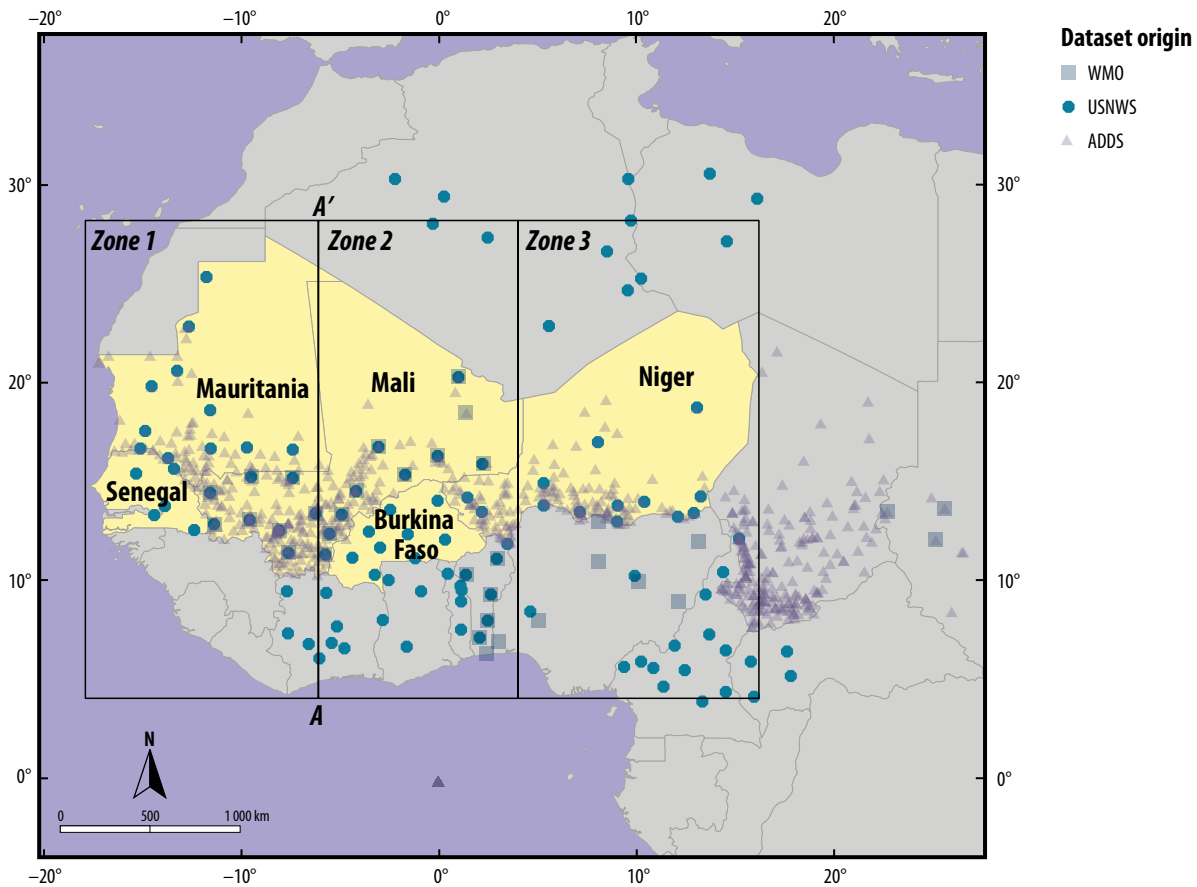 −20° −10° 0° 10° 20°
Dataset origin
WMO
USNWS
ADDS
30° 30°
A′
Zone 1 Zone 2 Zone 3
20° 20°
Mauritania Mali Niger
Senegal
Burkina
Faso
10° 10°
A
N
0° 0°
0 500 1 000 km
−20° −10° 0° 10° 20°